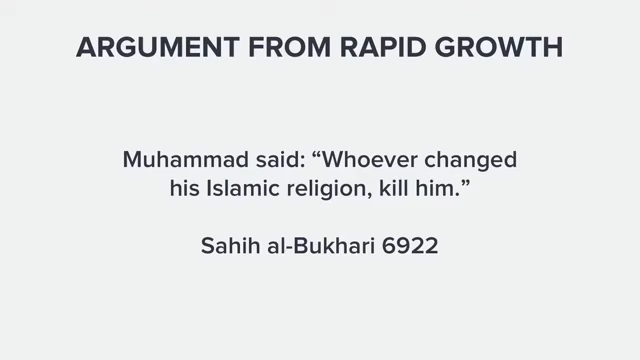 ARGUMENT FROM RAPID GROWTH
Muhammad said: “Whoever changed
his Islamic religion, kill him.”
Sahih al-Bukhari 6922